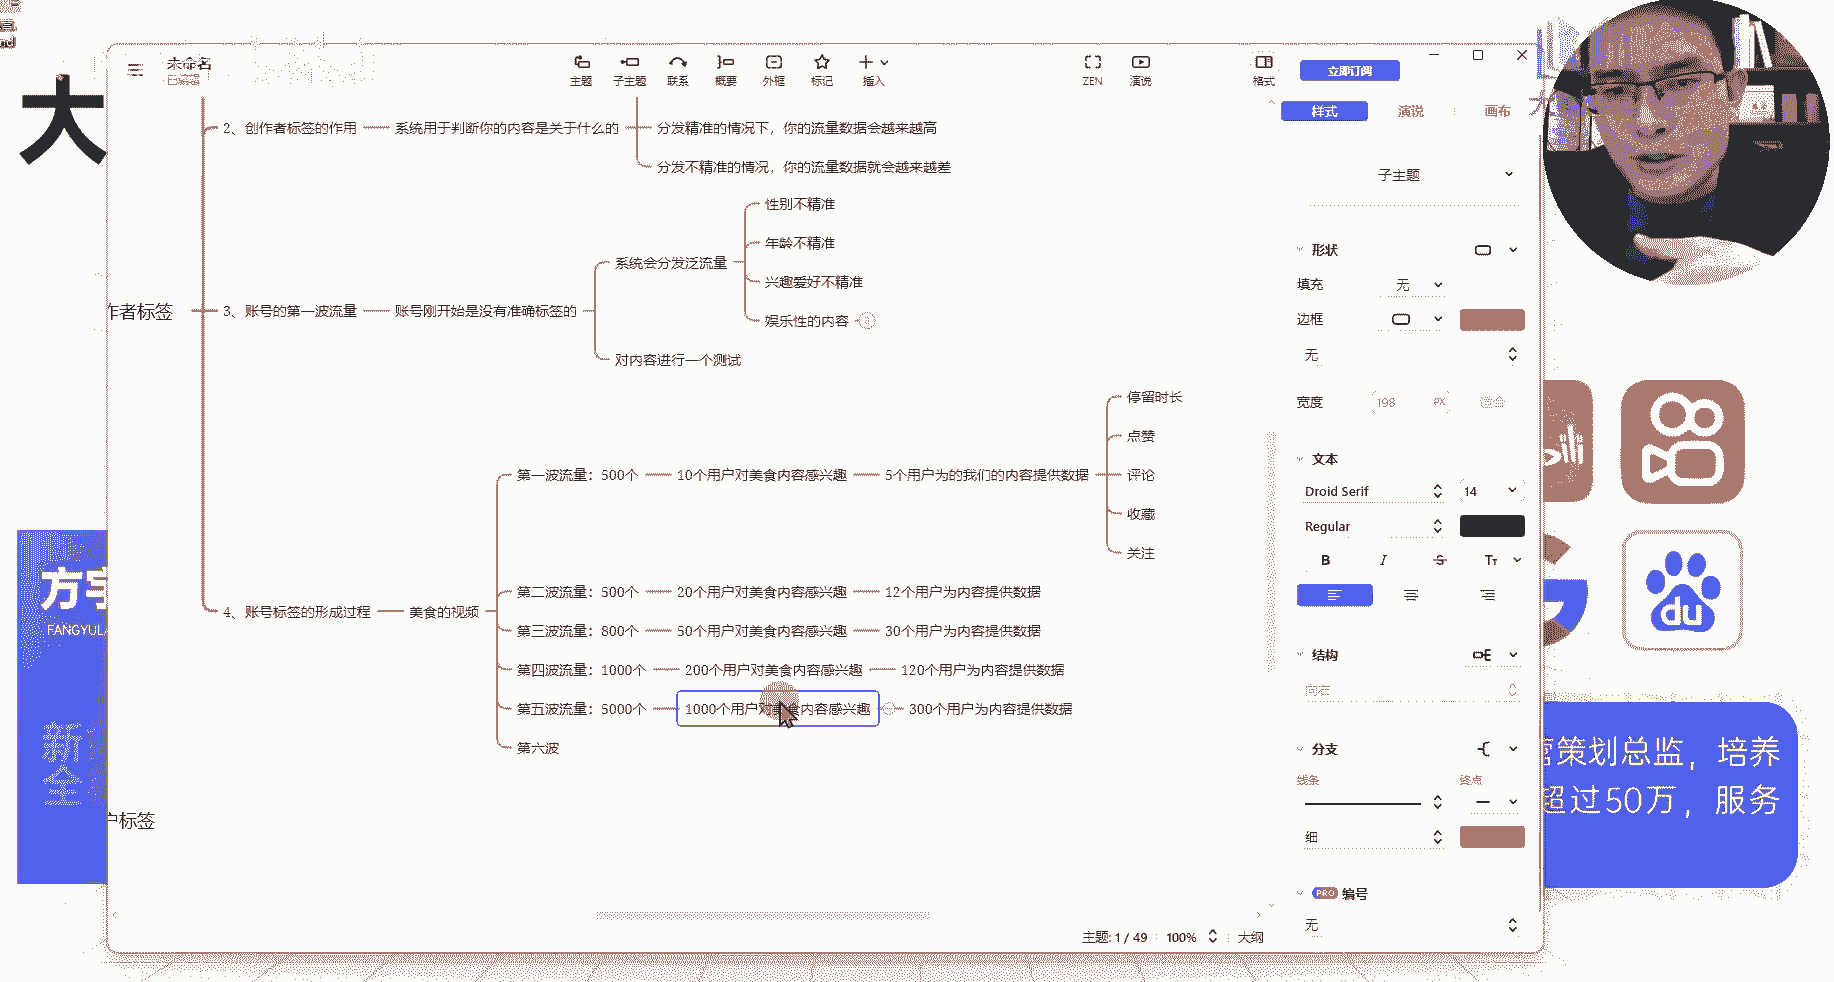 大
未命名
主题
子主题
联系
概要
外框
标记
插入
ZEN
演说
格式
立即订阅
样式
演说
画布
2、创作者标签的作用
系统用于判断你的内容是关于什么的
分发精准的情况下，你的流量数据会越来越高
分发不精准的情况，你的流量数据就会越来越差
作者标签
3、账号的第一波流量
账号刚开始是没有准确标签的
系统会分发泛流量
性别不精准
年龄不精准
兴趣爱好不精准
娱乐性的内容
对内容进行一个测试
4、账号标签的形成过程
美食的视频
第一波流量：500个
10个用户对美食内容感兴趣
5个用户为的我们的内容提供数据
停留时长
点赞
评论
收藏
关注
第二波流量：500个
20个用户对美食内容感兴趣
12个用户为内容提供数据
第三波流量：800个
50个用户对美食内容感兴趣
30个用户为内容提供数据
第四波流量：1000个
200个用户对美食内容感兴趣
120个用户为内容提供数据
第五波流量：5000个
1000个用户对美食内容感兴趣
300个用户为内容提供数据
第六波
户标签
子主题
形状
填充
无
边框
无
宽度
198
PX
文本
Droid Serif
14
Regular
B I S Tт
结构
分支
线条
终点
细
PRO 编号
无
主题: 1 / 49
100%
大纲
方宇
FANGYULA
新
全
du
营策划总监，培养
超过50万，服务